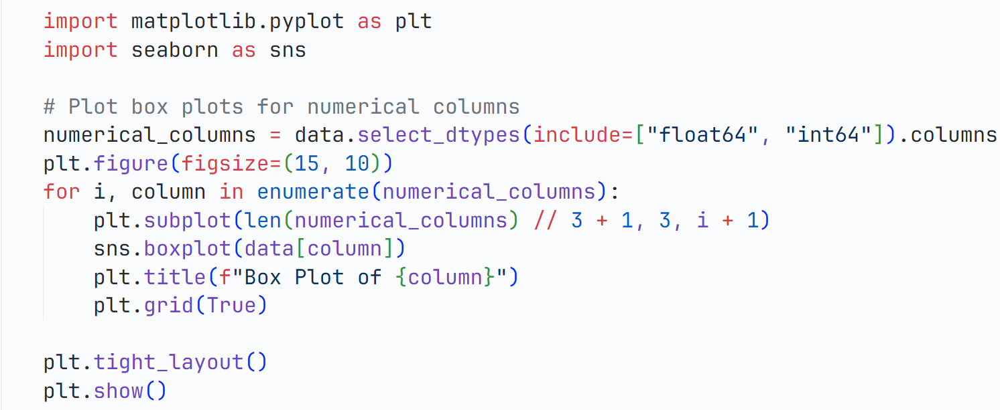 import matplotlib.pyplot as plt
import seaborn as sns

# Plot box plots for numerical columns
numerical_columns = data.select_dtypes(include=["float64", "int64"]).columns
plt.figure(figsize=(15, 10))
for i, column in enumerate(numerical_columns):
    plt.subplot(len(numerical_columns) // 3 + 1, 3, i + 1)
    sns.boxplot(data[column])
    plt.title(f"Box Plot of {column}")
    plt.grid(True)

plt.tight_layout()
plt.show()